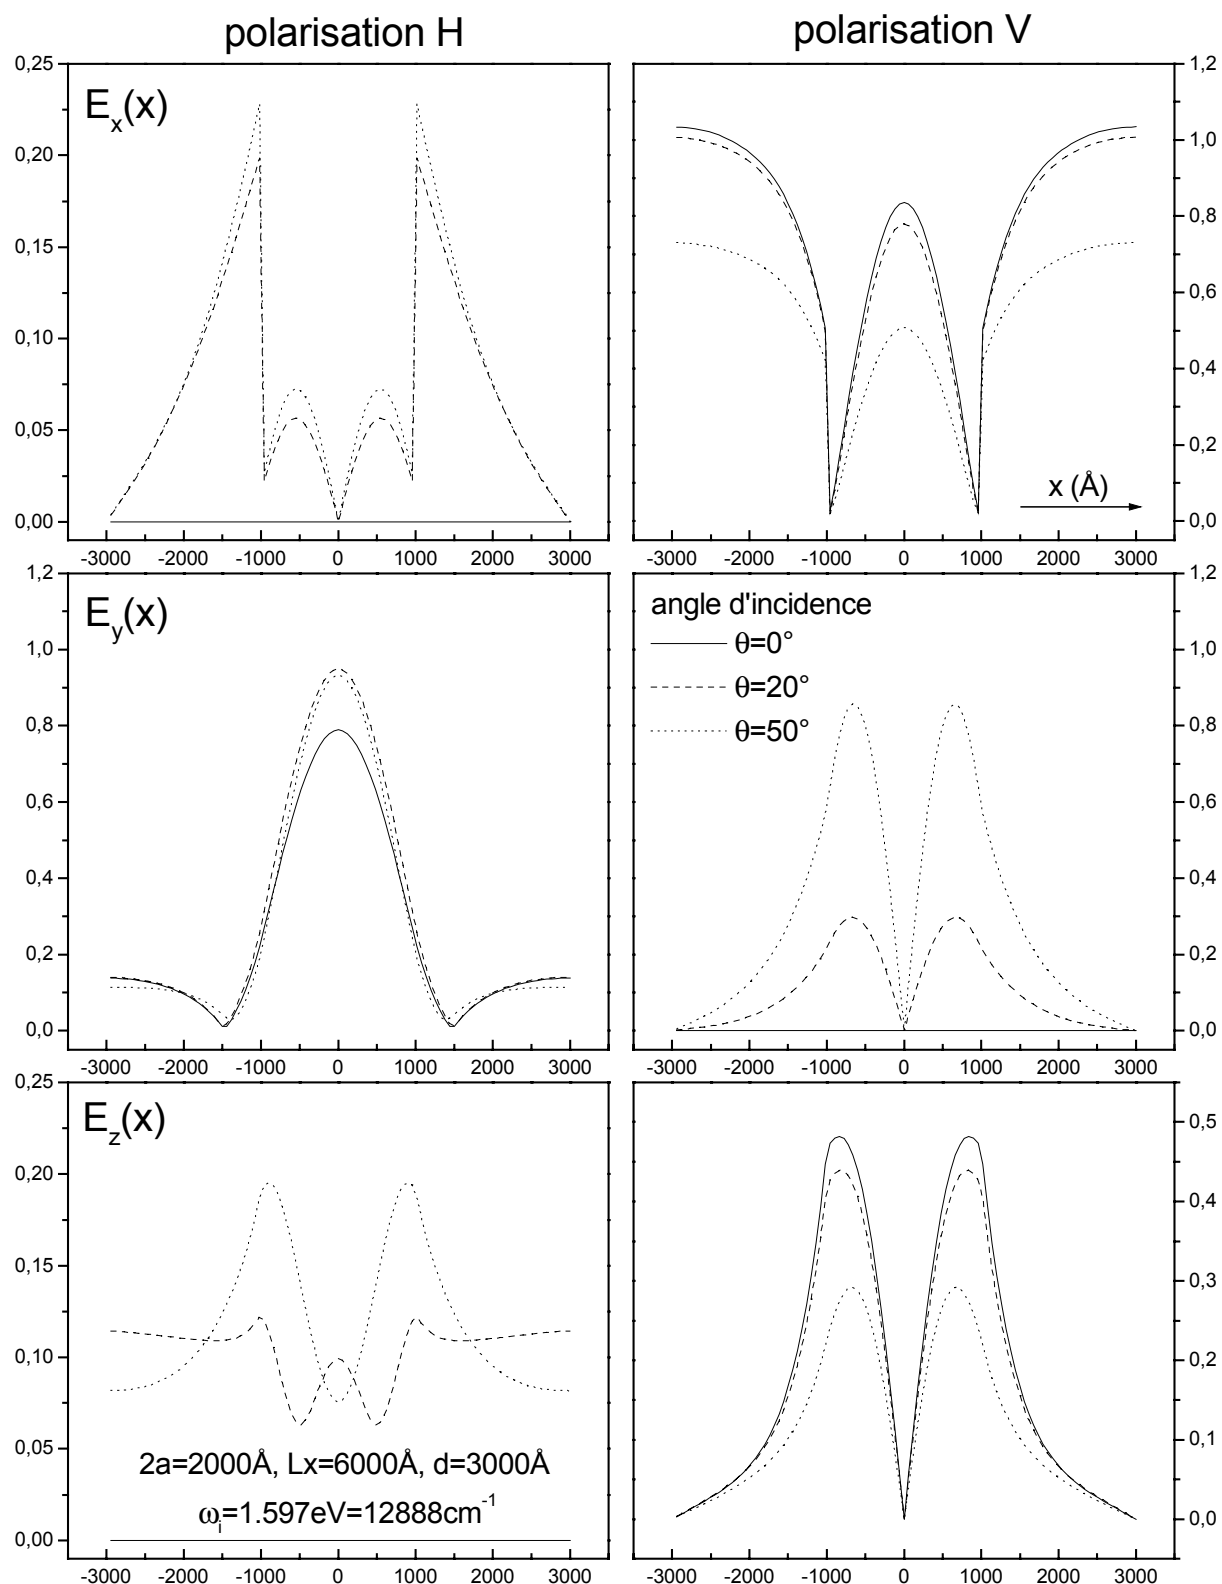 polarisation H
polarisation V
0,25
0,20
0,15
0,10
0,05
0,00
Eₓ(x)
-3000 -2000 -1000 0 1000 2000 3000
1,2
1,0
0,8
0,6
0,4
0,2
0,0
x (Å)
-3000 -2000 -1000 0 1000 2000 3000
1,2
1,0
0,8
0,6
0,4
0,2
0,0
E_y(x)
-3000 -2000 -1000 0 1000 2000 3000
angle d'incidence
θ=0°
θ=20°
θ=50°
1,2
1,0
0,8
0,6
0,4
0,2
0,0
-3000 -2000 -1000 0 1000 2000 3000
0,25
0,20
0,15
0,10
0,05
0,00
E_z(x)
2a=2000Å, Lx=6000Å, d=3000Å
ωᵢ=1.597eV=12888cm⁻¹
-3000 -2000 -1000 0 1000 2000 3000
0,5
0,4
0,3
0,2
0,1
0,0
-3000 -2000 -1000 0 1000 2000 3000